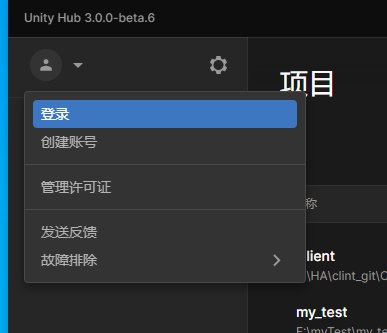 Unity Hub 3.0.0-beta.6
项目
登录
创建账号
管理许可证
发送反馈
故障排除
称
lient
\HA\clint_git\C
my_test
F:\myTest\my_te